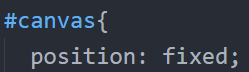 #canvas{
  position: fixed;